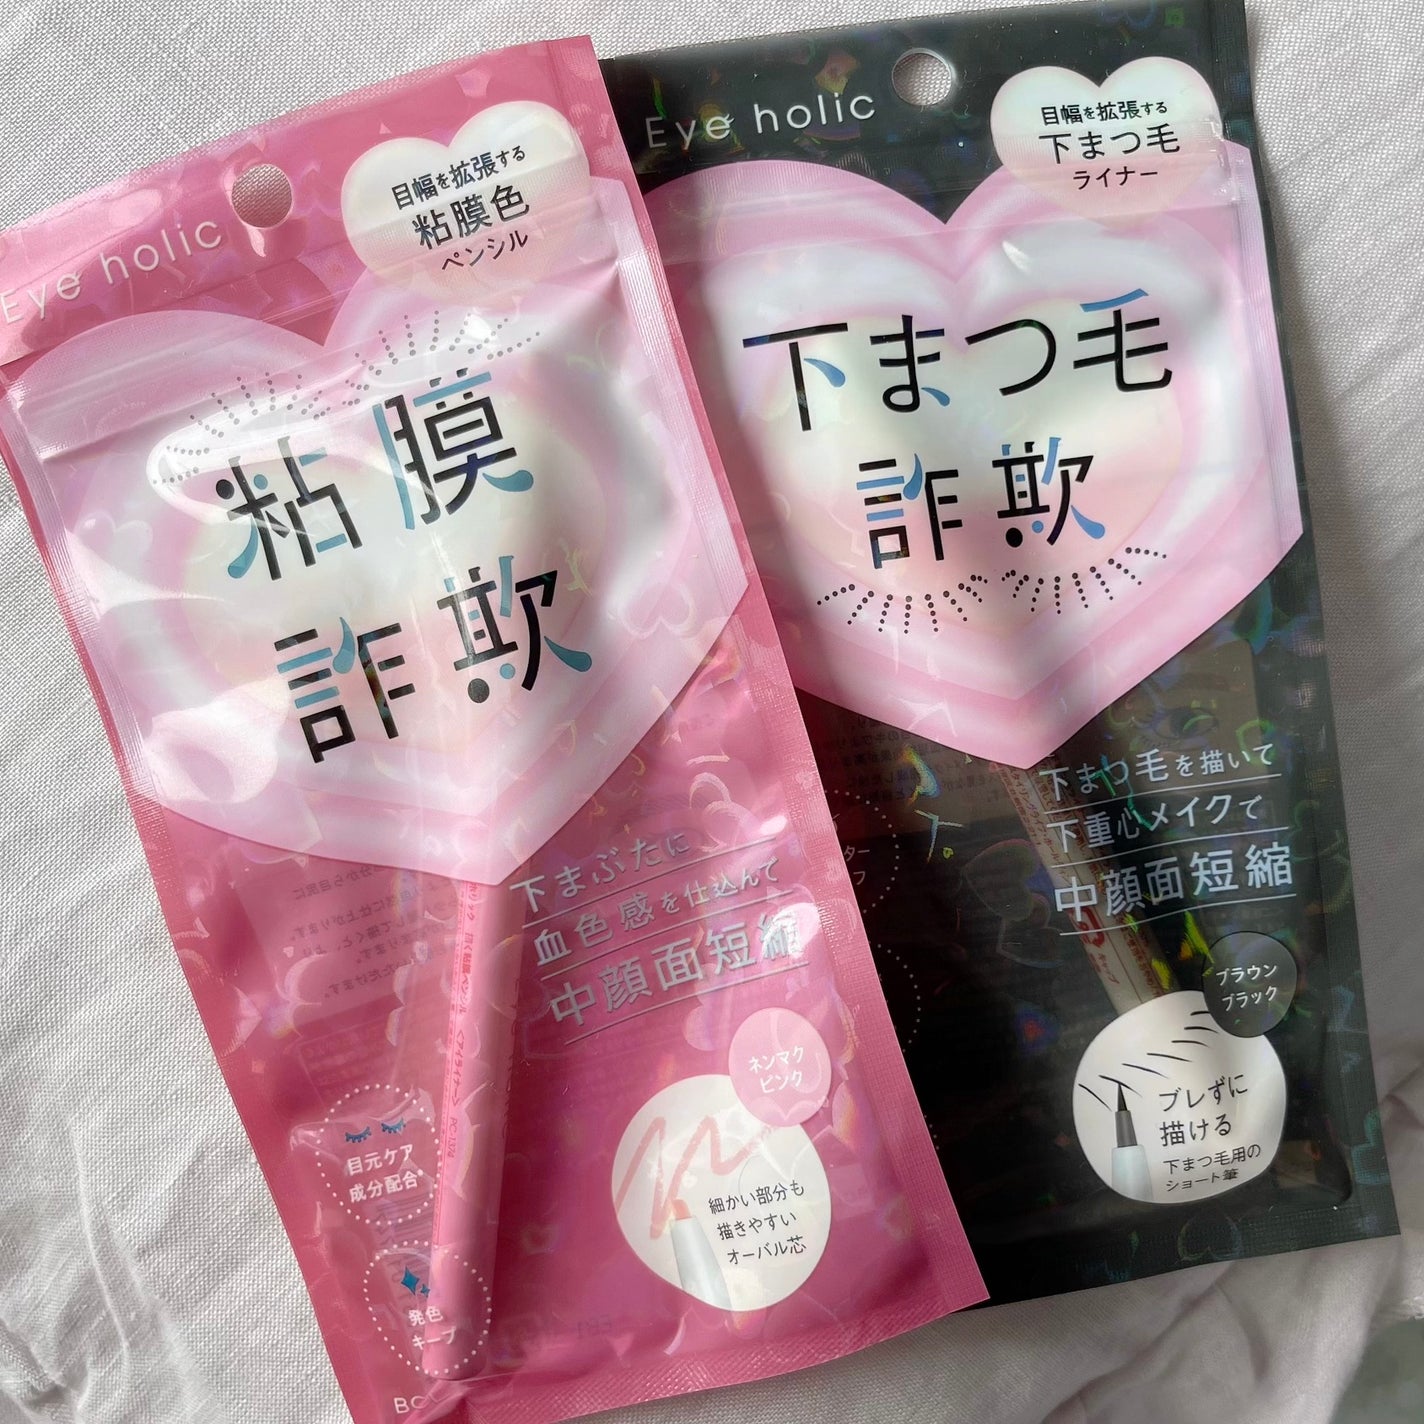 Eye holic
目幅を拡張する
粘膜色
ペンシル
粘膜
詐欺
下まぶたに
血色感を仕込んで
中顔面短縮
ネンマク
ピンク
細かい部分も
描きやすい
オーバル芯
目元ケア
成分配合*
発色
キープ
BC
Eye holic
目幅を拡張する
下まつ毛
ライナー
下まつ毛
詐欺
下まつ毛を描いて
下重心メイクで
中顔面短縮
ブラウン
ブラック
ブレずに
描ける
下まつ毛用の
ショート筆